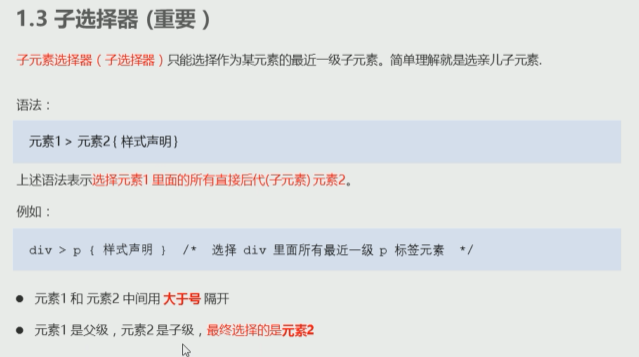 1.3 子选择器 (重要)
子元素选择器（子选择器）只能选择作为某元素的最近一级子元素。简单理解就是选亲儿子元素.
语法：
元素1 > 元素2 { 样式声明 }
上述语法表示选择元素1 里面的所有直接后代(子元素) 元素2。
例如：
div > p { 样式声明 } /* 选择 div 里面所有最近一级 p 标签元素 */
● 元素1 和 元素2 中间用 大于号 隔开
● 元素1 是父级，元素2 是子级，最终选择的是元素2